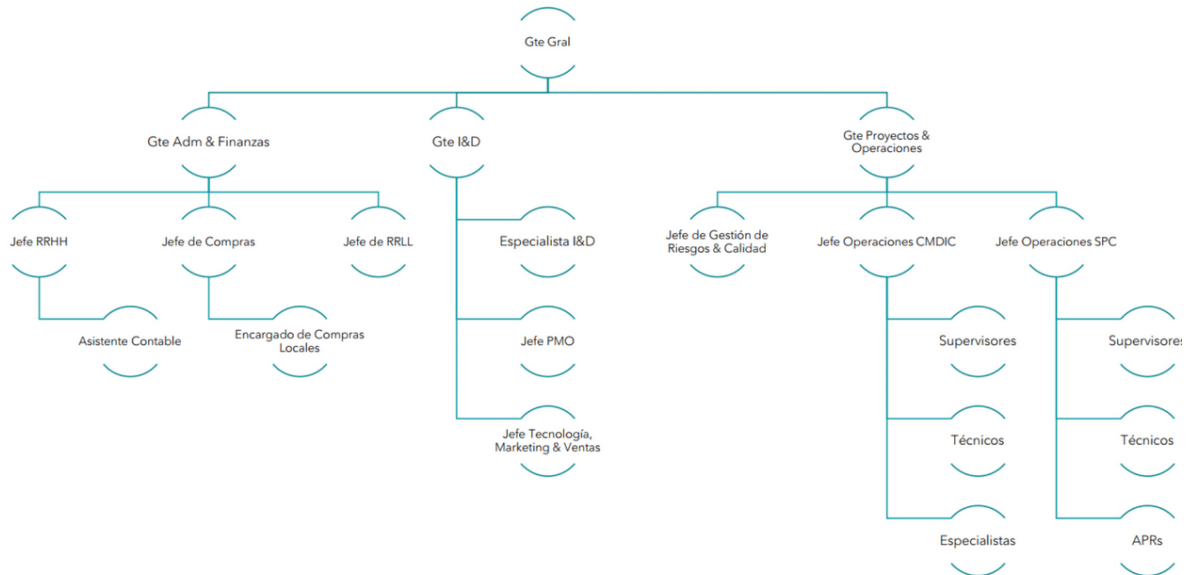 Gte Gral
Gte Adm & Finanzas
Gte I&D
Gte Proyectos &
Operaciones
Jefe RRHH
Jefe de Compras
Jefe de RRLL
Especialista I&D
Jefe de Gestión de
Riesgos & Calidad
Jefe Operaciones CMDIC
Jefe Operaciones SPC
Asistente Contable
Encargado de Compras
Locales
Jefe PMO
Supervisores
Supervisores
Jefe Tecnología,
Marketing & Ventas
Técnicos
Técnicos
Especialistas
APRs